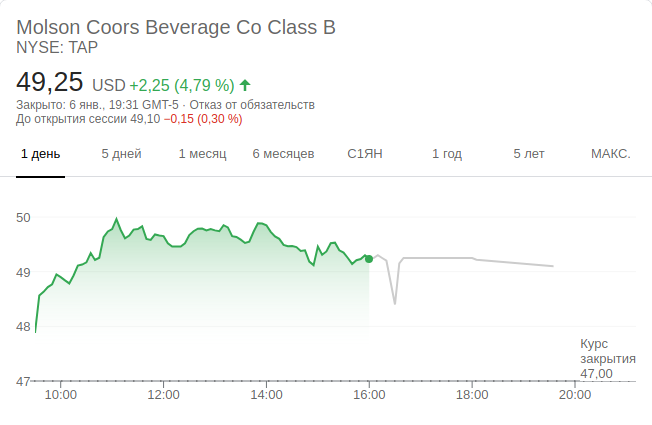 Molson Coors Beverage Co Class B
NYSE: TAP
49,25 USD +2,25 (4,79 %)
Закрыто: 6 янв., 19:31 GMT-5 · Отказ от обязательств
До открытия сессии 49,10 −0,15 (0,30 %)
1 день 5 дней 1 месяц 6 месяцев С1ЯН 1 год 5 лет МАКС.
50
49
48
Курс
закрытия
47,00
47
10:00 12:00 14:00 16:00 18:00 20:00